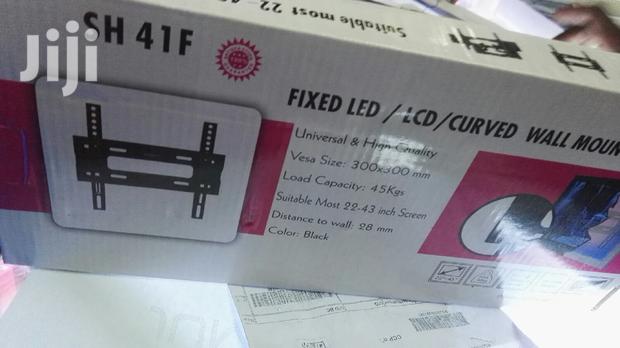 Jiji
Suitable most 22-
SH 41F
FIXED LED / LCD/CURVED WALL MOUN
Universal & High Quality
Vesa Size: 300x300 mm
Load Capacity: 45Kgs
Suitable Most 22-43 inch Screen
Distance to wall: 28 mm
Color: Black